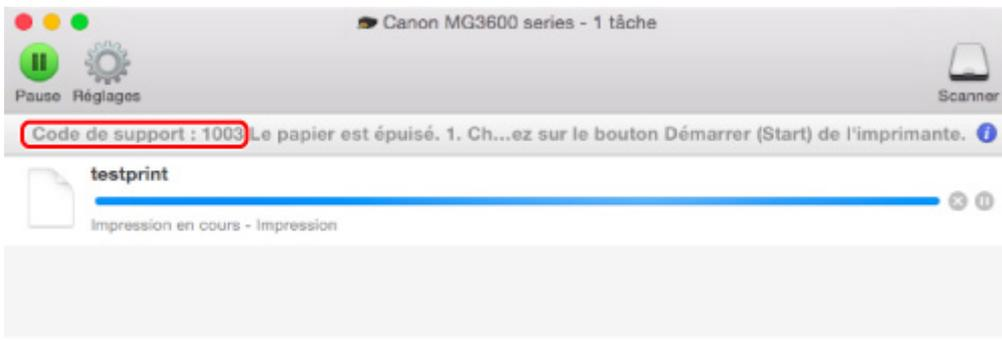 Canon MG3600 series - 1 tâche
Pause Réglages Scanner
Code de support : 1003 Le papier est épuisé. 1. Ch...ez sur le bouton Démarrer (Start) de l'imprimante.
testprint
Impression en cours - Impression